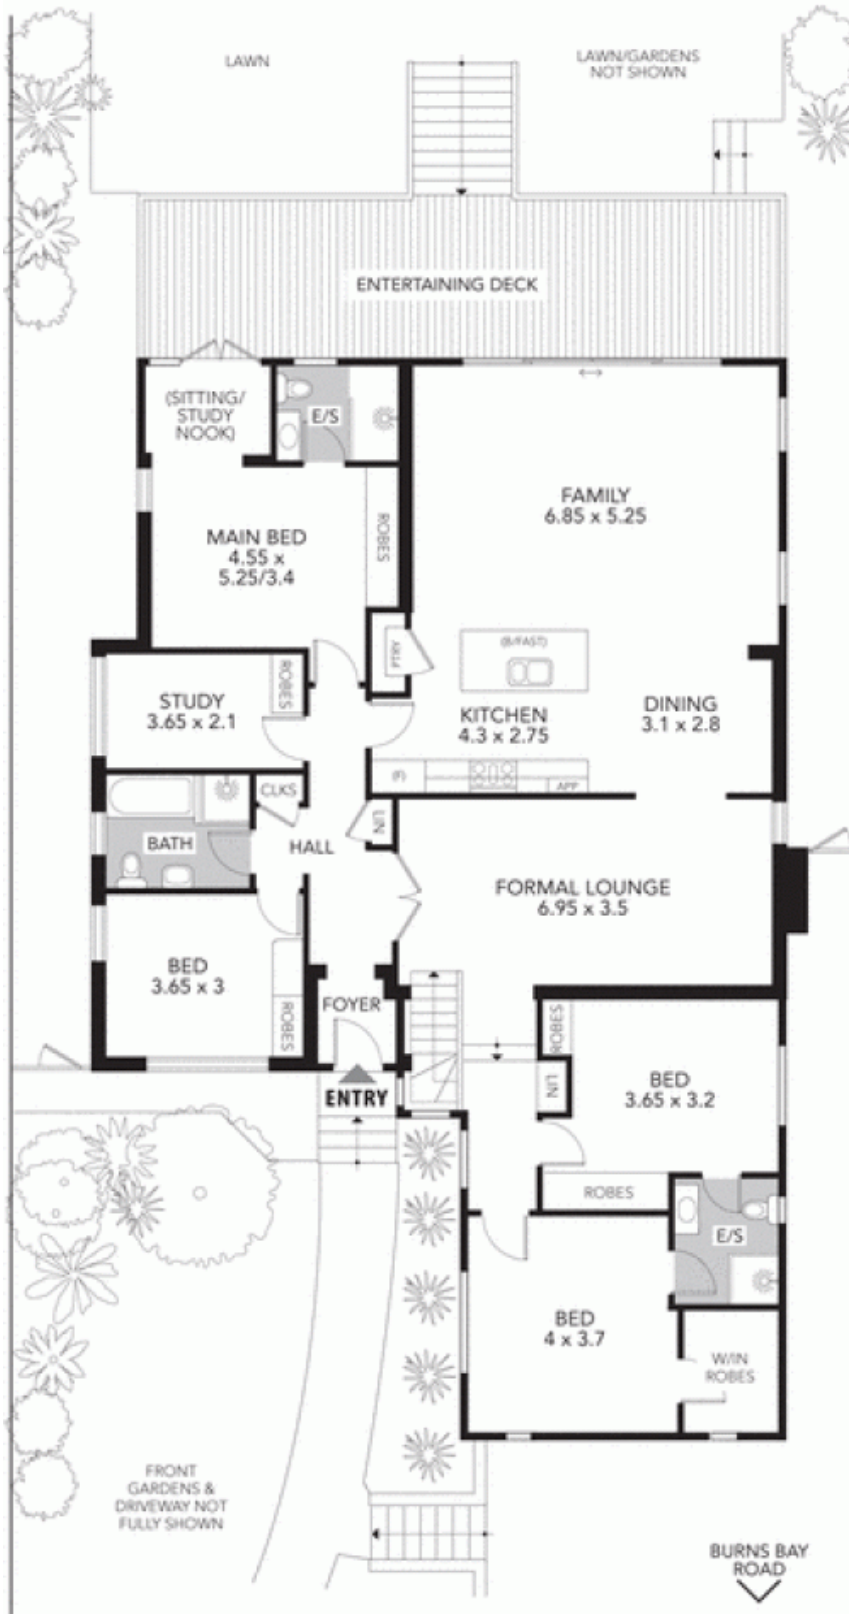 LAWN
LAWN/GARDENS
NOT SHOWN
ENTERTAINING DECK
(SITTING/
STUDY
NOOK)
E/S
FAMILY
6.85 x 5.25
MAIN BED
4.55 x
5.25/3.4
ROBES
(B/FAST)
PTRY
STUDY
3.65 x 2.1
ROBES
KITCHEN
4.3 x 2.75
DINING
3.1 x 2.8
(F)
APP
CLKS
LIN
BATH
HALL
FORMAL LOUNGE
6.95 x 3.5
BED
3.65 x 3
ROBES
FOYER
ROBES
LIN
BED
3.65 x 3.2
ENTRY
ROBES
E/S
BED
4 x 3.7
W/IN
ROBES
FRONT
GARDENS &
DRIVEWAY NOT
FULLY SHOWN
BURNS BAY
ROAD